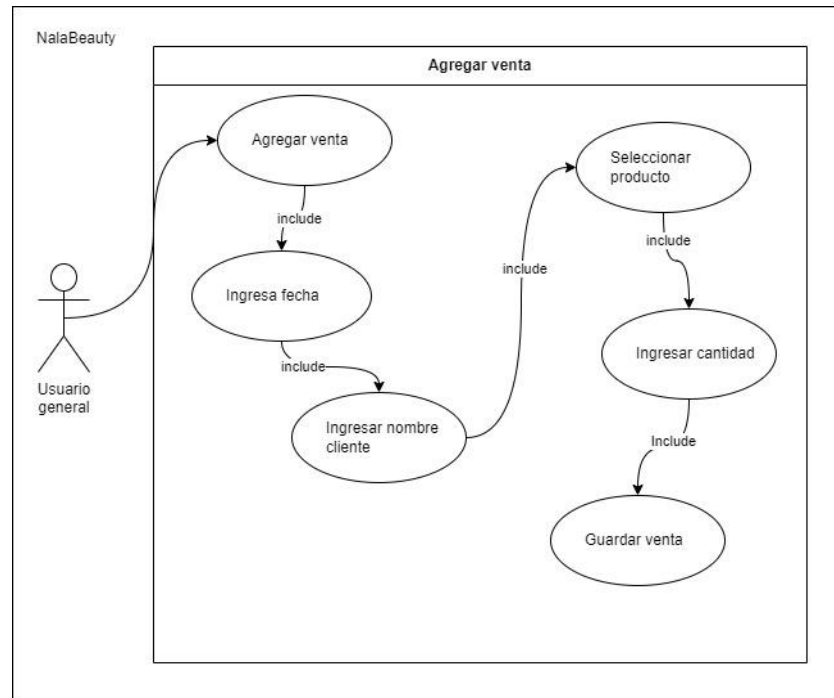 NalaBeauty
Agregar venta
Agregar venta
include
Ingresa fecha
include
Ingresar nombre
cliente
include
Seleccionar
producto
include
Ingresar cantidad
Include
Guardar venta
Usuario
general